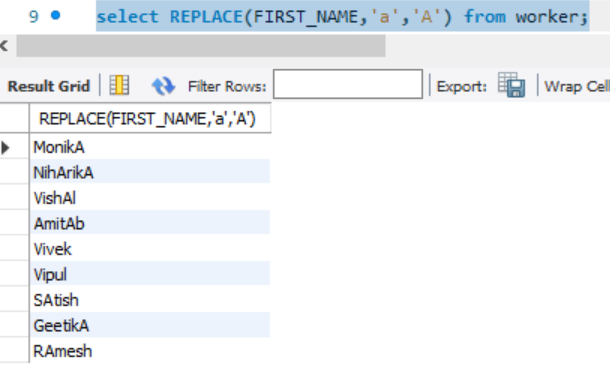 9 select REPLACE(FIRST_NAME,'a','A') from worker;
Result Grid Filter Rows: Export: Wrap Cell
REPLACE(FIRST_NAME,'a','A')
MonikA
NihArikA
VishAl
AmitAb
Vivek
Vipul
SAtish
GeetikA
RAmesh